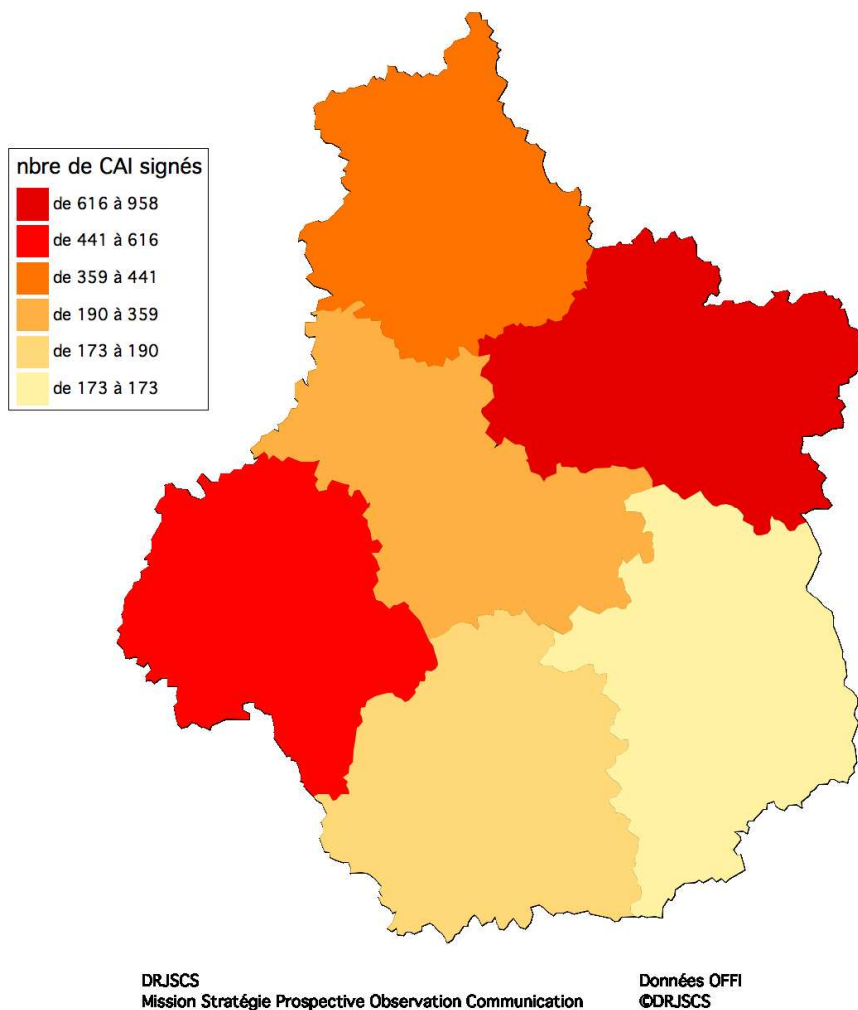 nbre de CAI signés
de 616 à 958
de 441 à 616
de 359 à 441
de 190 à 359
de 173 à 190
de 173 à 173
DRJSCS
Mission Stratégie Prospective Observation Communication
Données OFFI
©DRJSCS